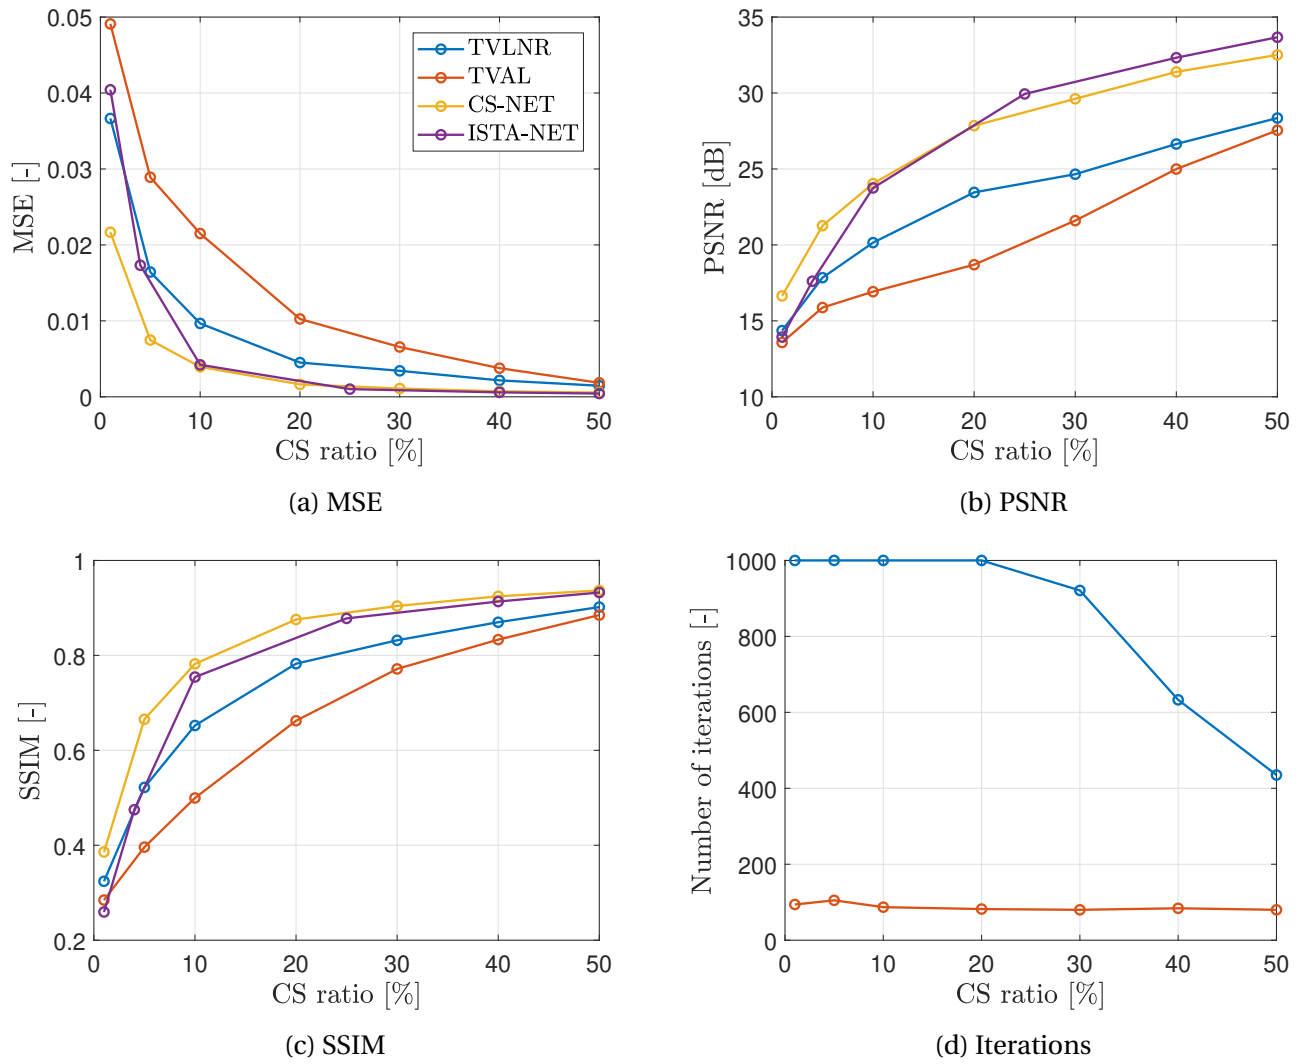 0.05
0.04
0.03
0.02
0.01
0
MSE [-]
TVLNR
TVAL
CS-NET
ISTA-NET
0 10 20 30 40 50
CS ratio [%]
(a) MSE
35
30
25
20
15
10
PSNR [dB]
0 10 20 30 40 50
CS ratio [%]
(b) PSNR
1
0.8
0.6
0.4
0.2
SSIM [-]
0 10 20 30 40 50
CS ratio [%]
(c) SSIM
1000
800
600
400
200
0
Number of iterations [-]
0 10 20 30 40 50
CS ratio [%]
(d) Iterations